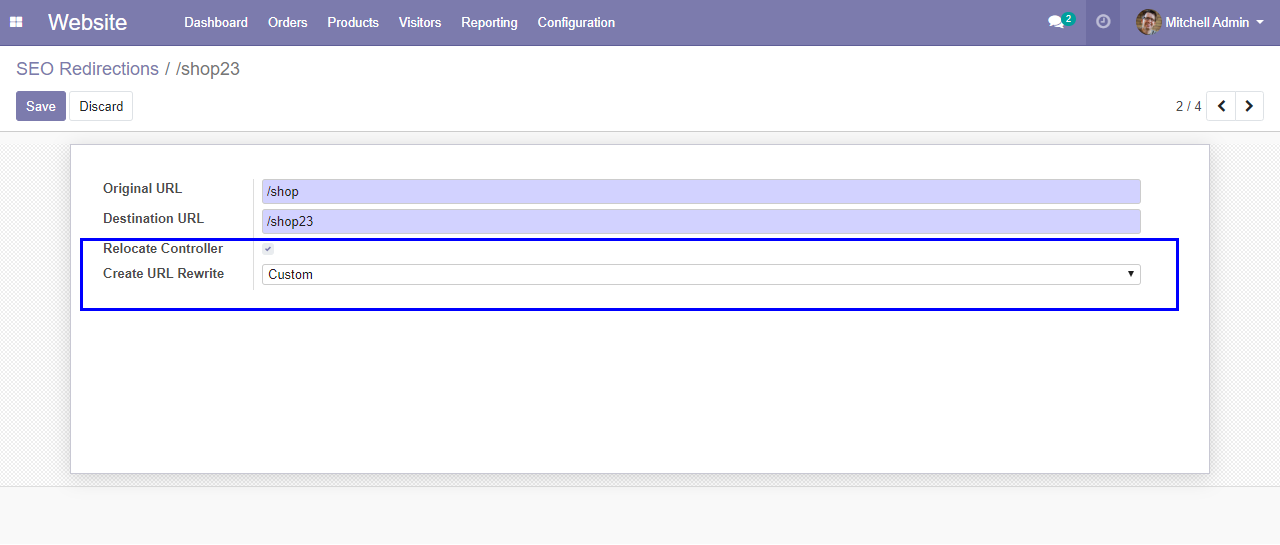 Website Dashboard Orders Products Visitors Reporting Configuration 2 Mitchell Admin
SEO Redirections / /shop23
Save Discard 2 / 4
Original URL /shop
Destination URL /shop23
Relocate Controller
Create URL Rewrite Custom